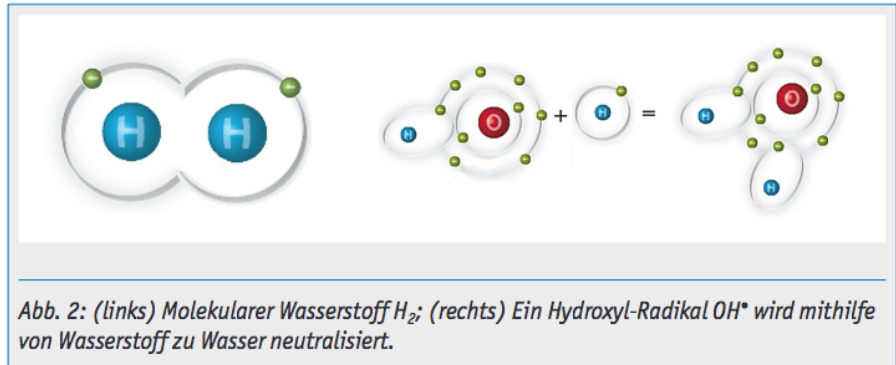 H H
H O + H = H O
H
Abb. 2: (links) Molekularer Wasserstoff H₂; (rechts) Ein Hydroxyl-Radikal OH• wird mithilfe
von Wasserstoff zu Wasser neutralisiert.